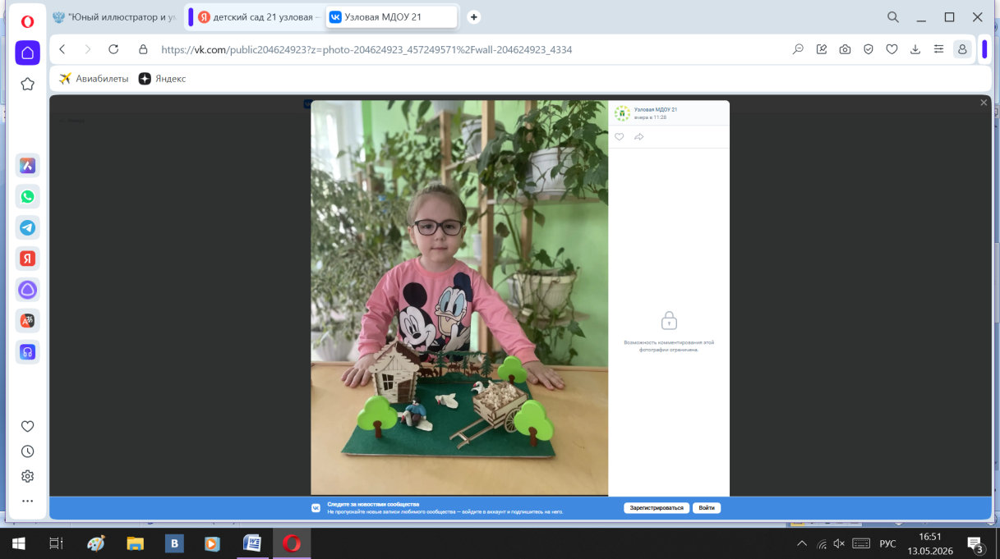 "Юный иллюстратор и ум
детский сад 21 узловая –
Узловая МДОУ 21
https://vk.com/public204624923?z=photo-204624923_457249571%2Fwall-204624923_4334
Авиабилеты
Яндекс
Узловая МДОУ 21
вчера в 11:28
Возможность комментирования этой
фотографии ограничена.
Следите за новостями сообщества
Не пропускайте новые записи любимого сообщества — войдите в аккаунт и подпишитесь на него.
Зарегистрироваться
Войти
РУС
16:51
13.05.2026
3